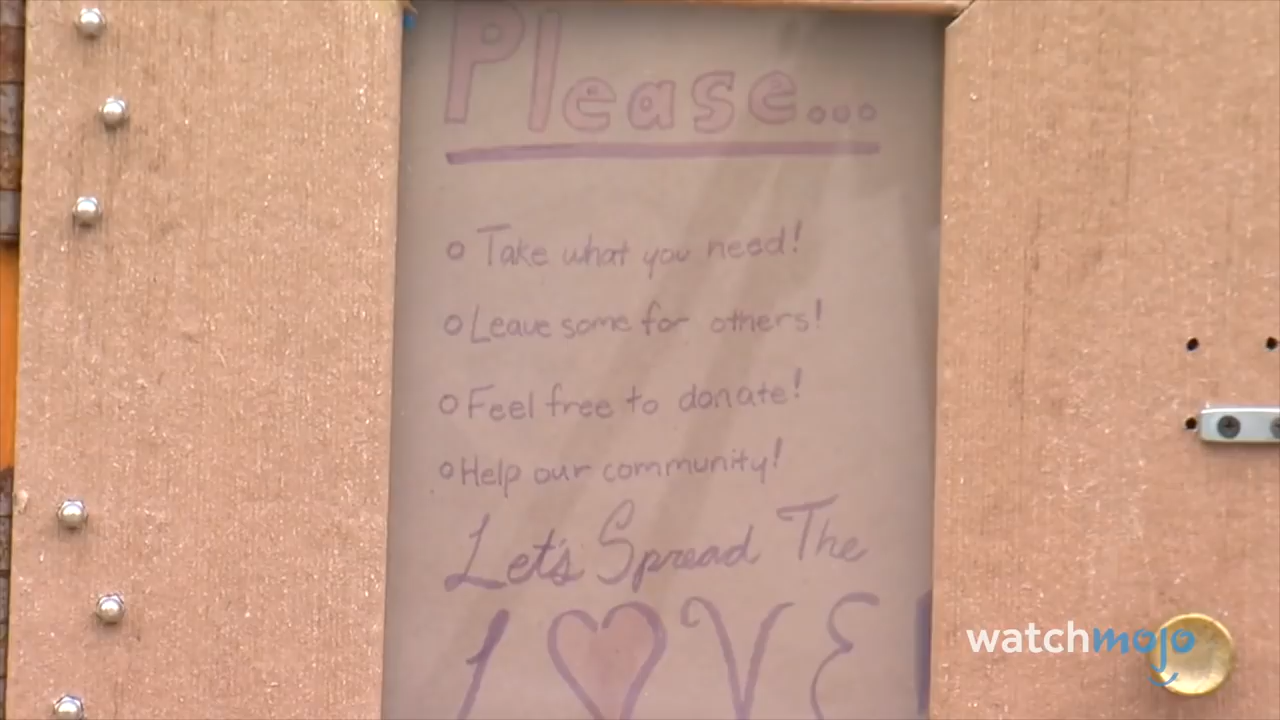 Please...
Take what you need!
Leave some for others!
Feel free to donate!
Help our community!
Let's Spread The
L♡VE!
watchmojo